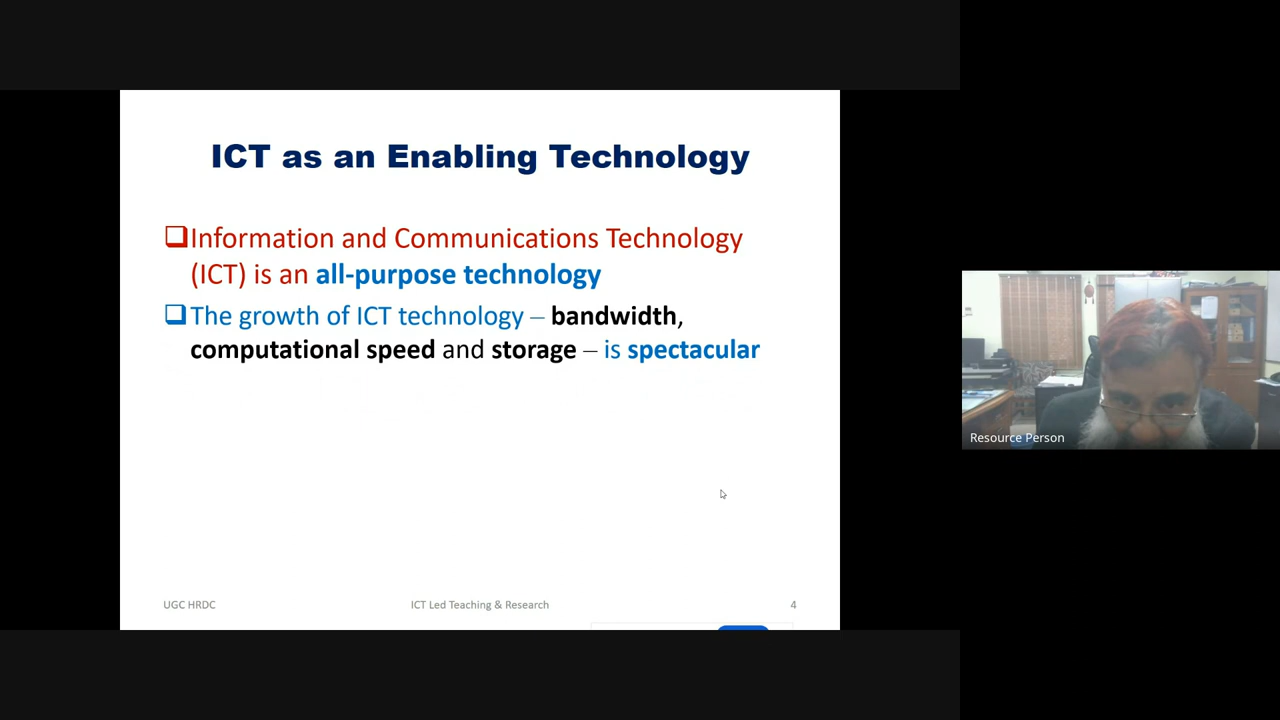 ICT as an Enabling Technology
❑Information and Communications Technology
(ICT) is an all-purpose technology
❑The growth of ICT technology – bandwidth,
computational speed and storage – is spectacular
UGC HRDC
ICT Led Teaching & Research
4
Resource Person